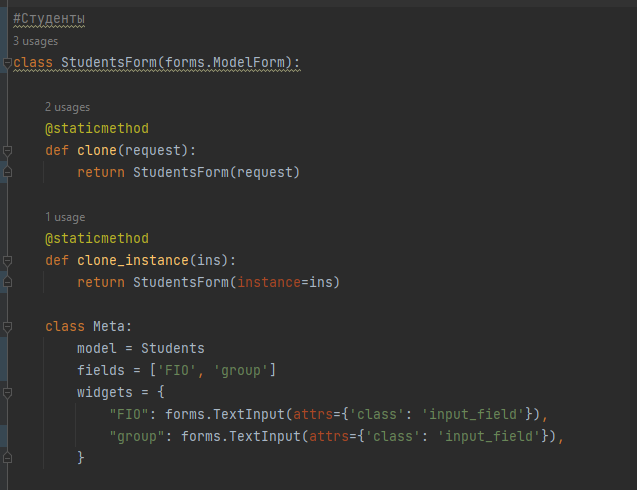 #Студенты
3 usages
class StudentsForm(forms.ModelForm):
2 usages
@staticmethod
def clone(request):
return StudentsForm(request)
1 usage
@staticmethod
def clone_instance(ins):
return StudentsForm(instance=ins)
class Meta:
model = Students
fields = ['FIO', 'group']
widgets = {
"FIO": forms.TextInput(attrs={'class': 'input_field'}),
"group": forms.TextInput(attrs={'class': 'input_field'}),
}